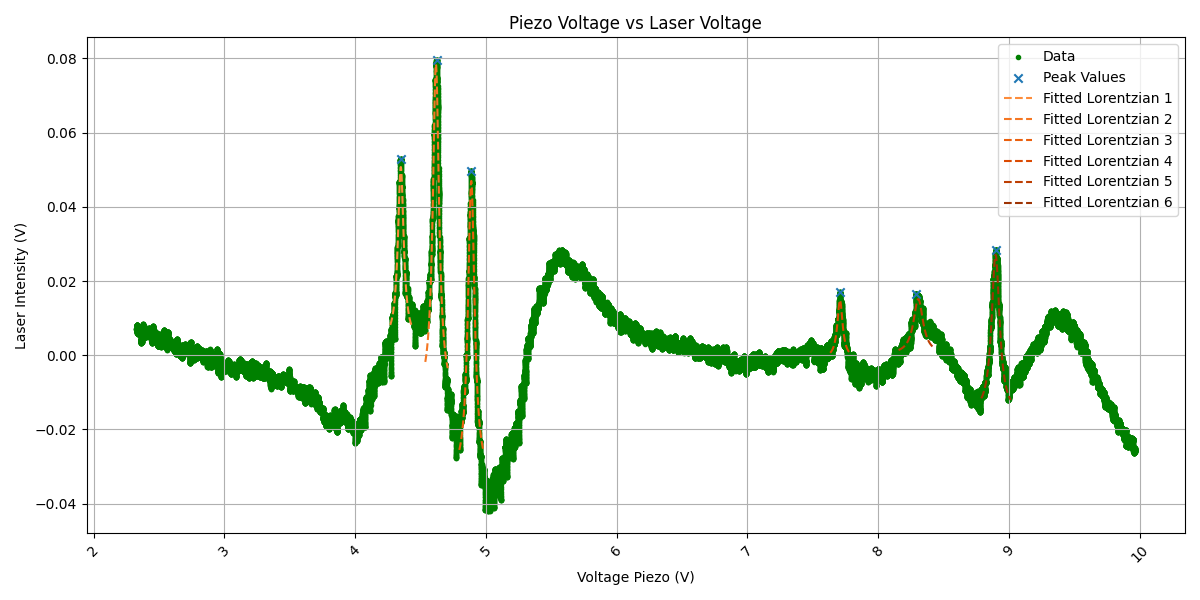 Piezo Voltage vs Laser Voltage
Laser Intensity (V)
0.08
0.06
0.04
0.02
0.00
−0.02
−0.04
2
3
4
5
6
7
8
9
10
Voltage Piezo (V)
Data
Peak Values
Fitted Lorentzian 1
Fitted Lorentzian 2
Fitted Lorentzian 3
Fitted Lorentzian 4
Fitted Lorentzian 5
Fitted Lorentzian 6